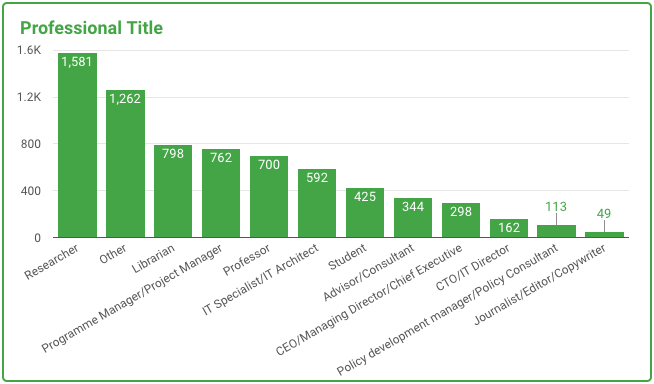 Professional Title
1.6K
1.2K
800
400
0
1,581
1,262
798
762
700
592
425
344
298
162
113
49
Researcher
Other
Librarian
Programme Manager/Project Manager
Professor
IT Specialist/IT Architect
Student
Advisor/Consultant
CEO/Managing Director/Chief Executive
CTO/IT Director
Policy development manager/Policy Consultant
Journalist/Editor/Copywriter